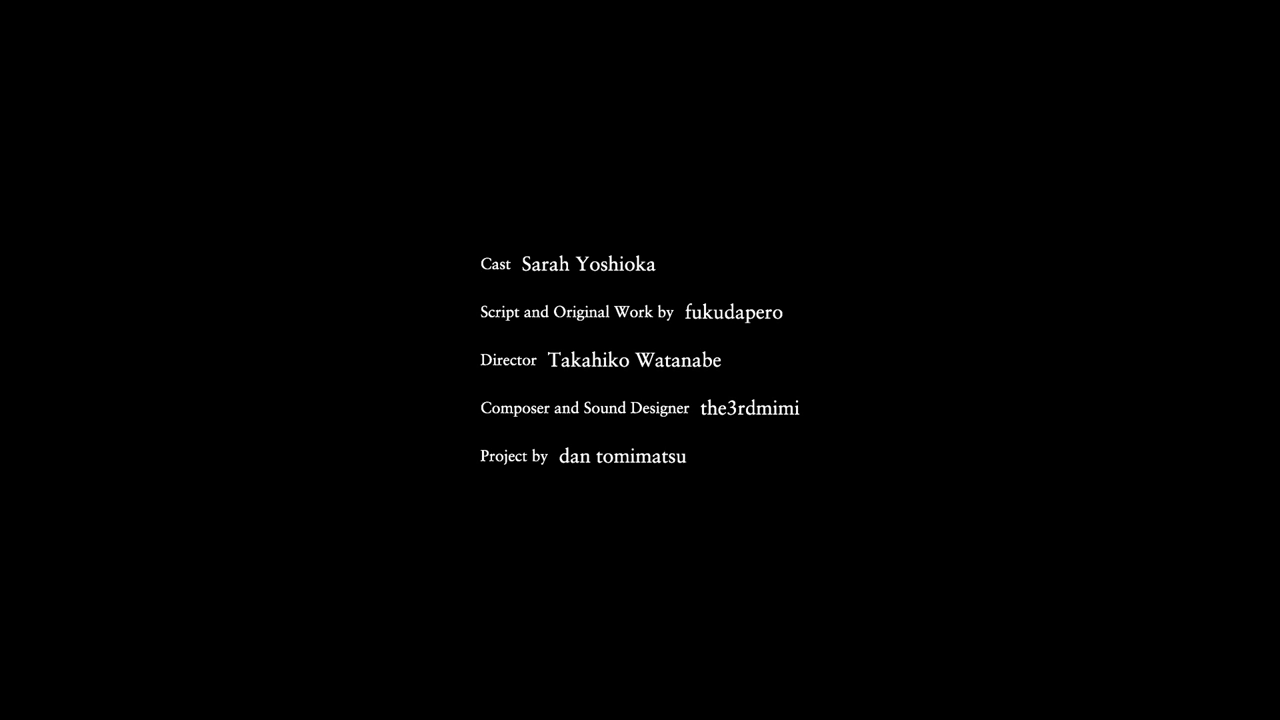 Cast Sarah Yoshioka
Script and Original Work by fukudapero
Director Takahiko Watanabe
Composer and Sound Designer the3rdmimi
Project by dan tomimatsu